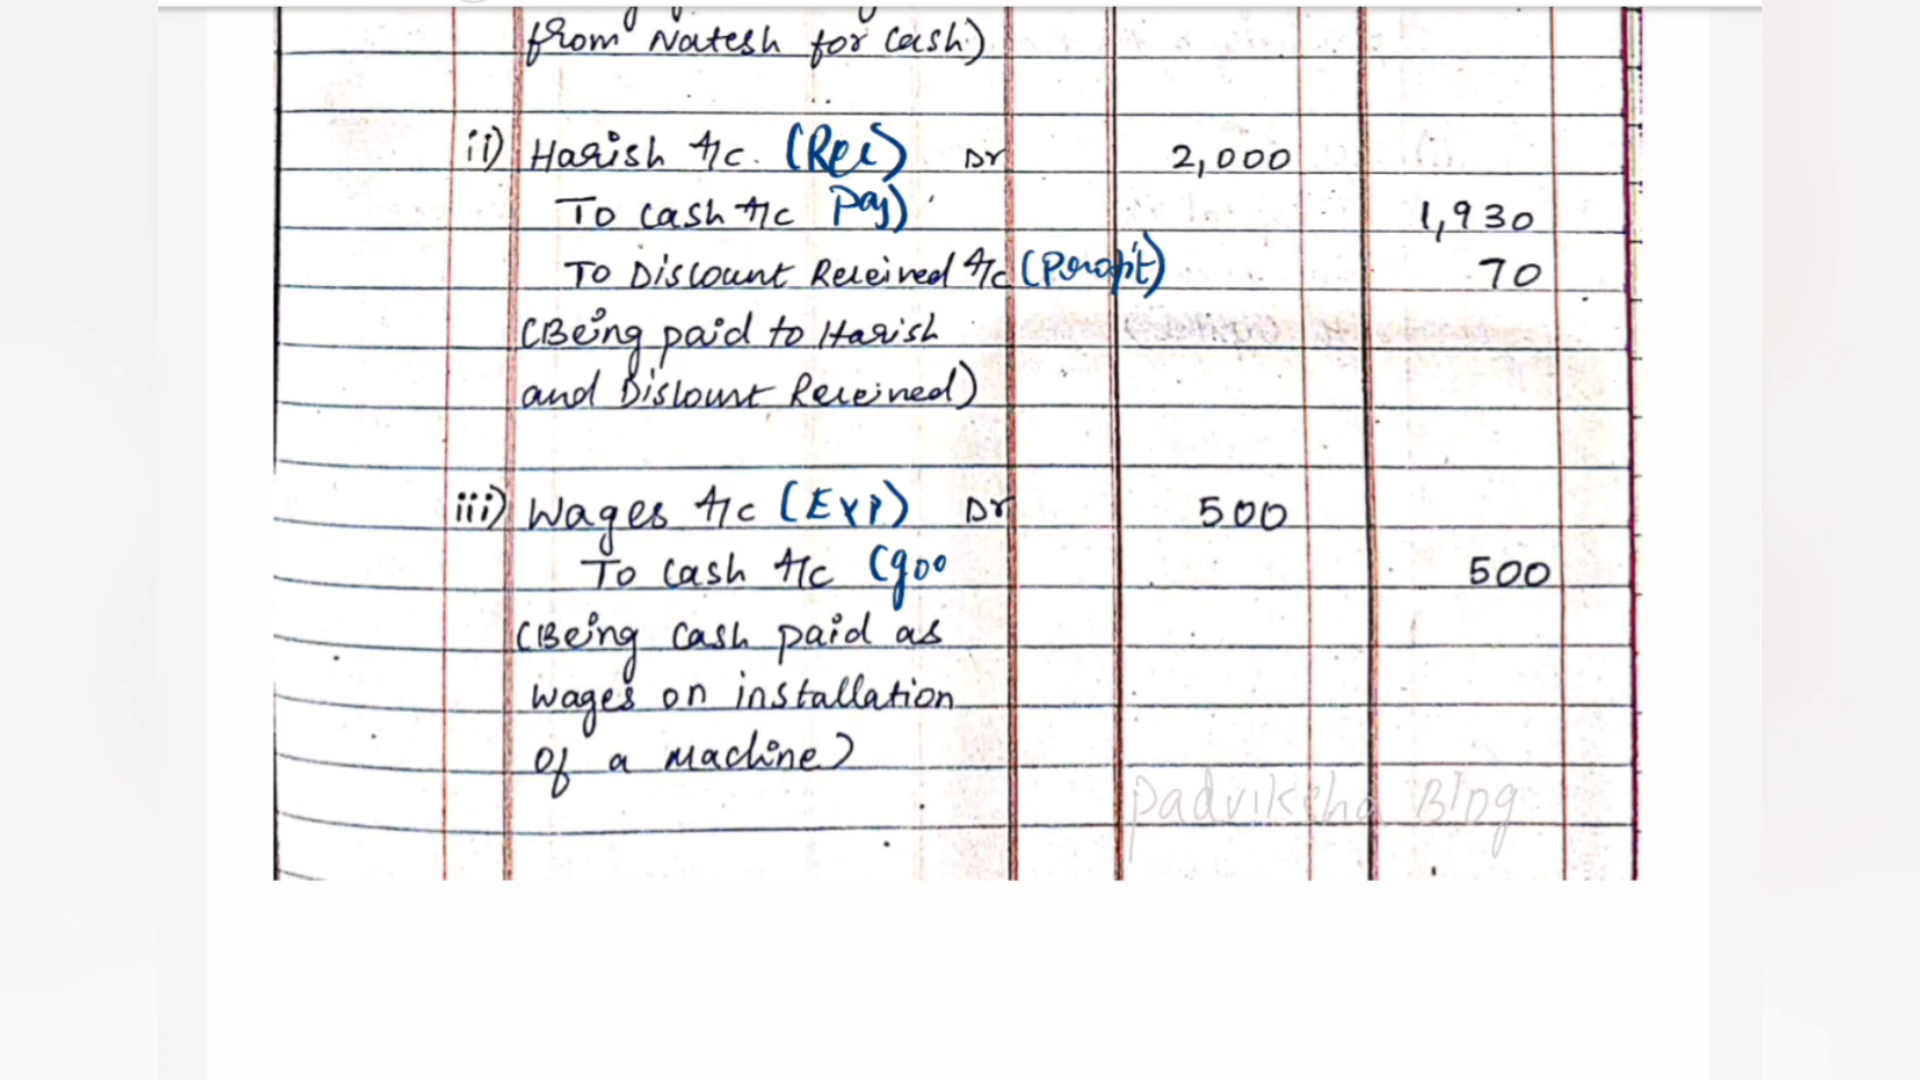 from Natesh for cash)
ii) Harish A/c. (Rec) Dr 2,000
To cash A/c Pay) 1,930
To Discount Received A/c (Perofit) 70
(Being paid to Harish
and Discount Received)
iii) Wages A/c (Exp) Dr 500
To cash A/c (goo 500
(Being cash paid as
wages on installation
of a Machine)
Padviksha Blog